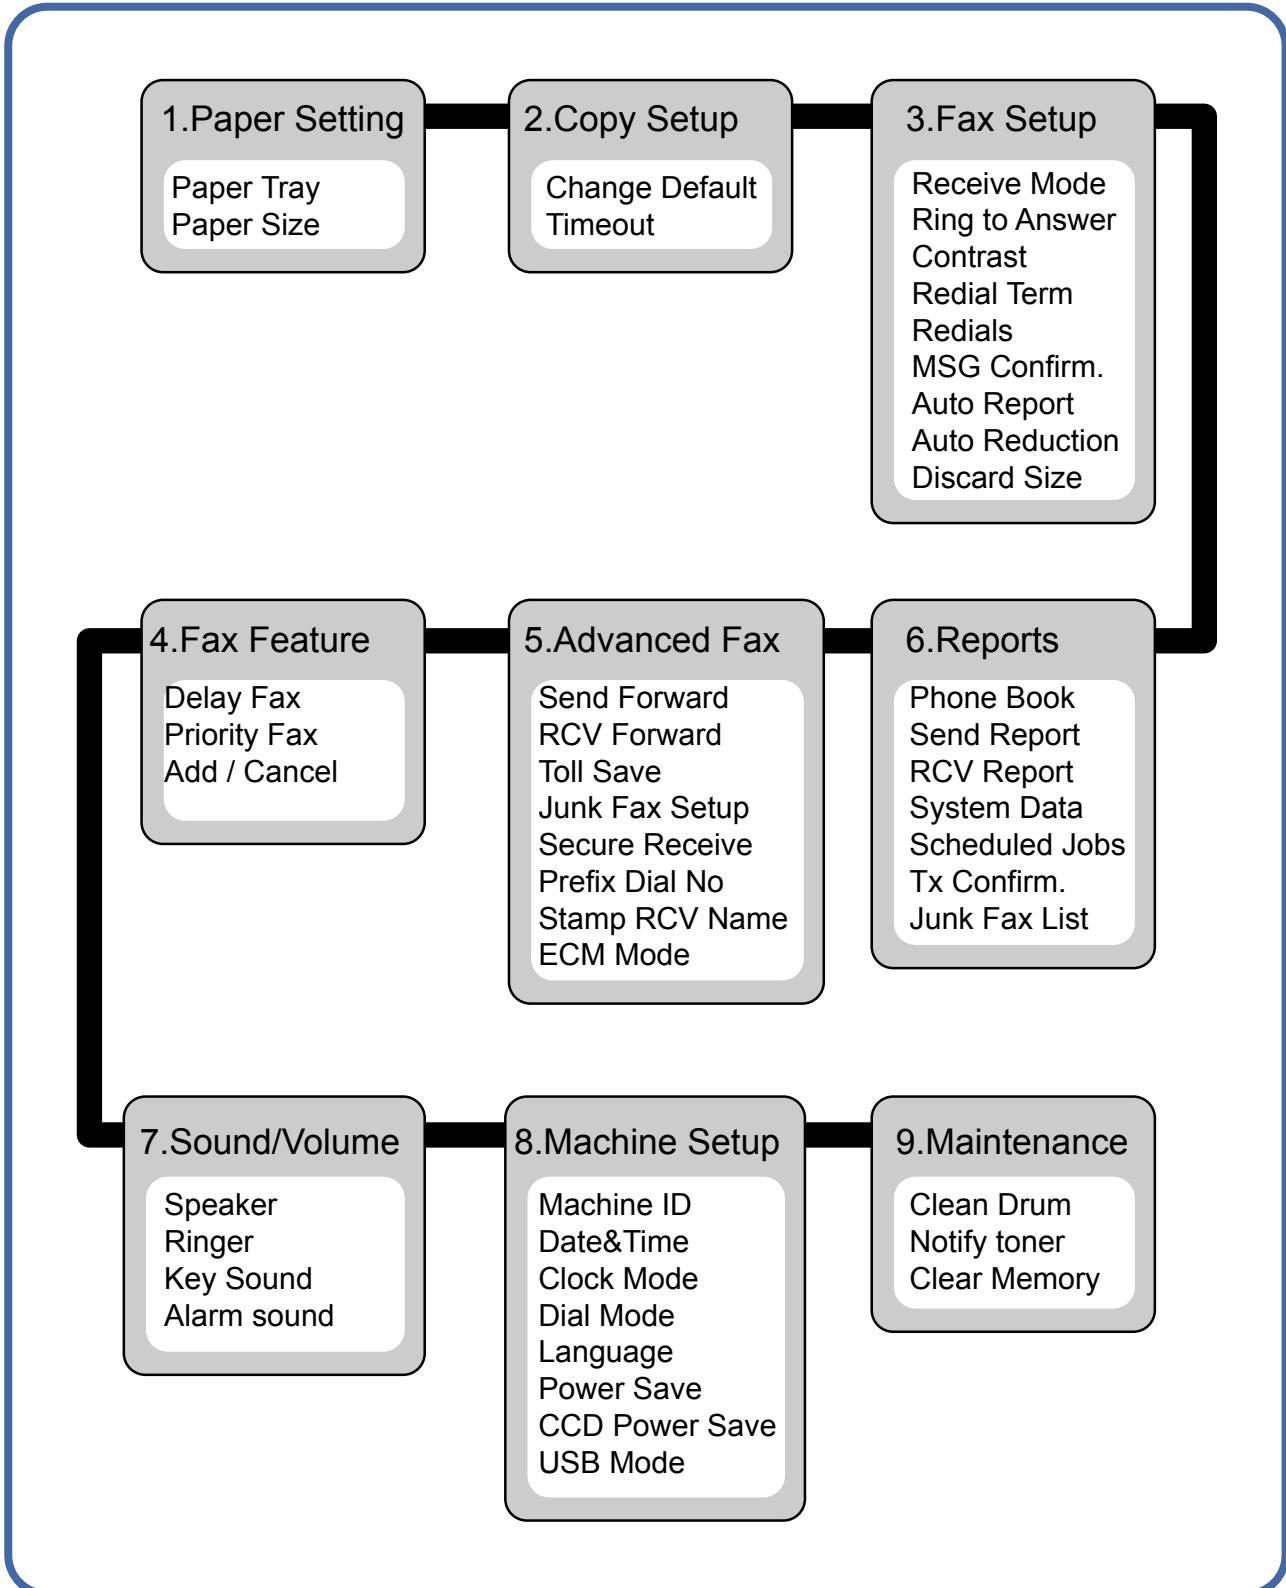 1.Paper Setting
Paper Tray
Paper Size
2.Copy Setup
Change Default
Timeout
3.Fax Setup
Receive Mode
Ring to Answer
Contrast
Redial Term
Redials
MSG Confirm.
Auto Report
Auto Reduction
Discard Size
4.Fax Feature
Delay Fax
Priority Fax
Add / Cancel
5.Advanced Fax
Send Forward
RCV Forward
Toll Save
Junk Fax Setup
Secure Receive
Prefix Dial No
Stamp RCV Name
ECM Mode
6.Reports
Phone Book
Send Report
RCV Report
System Data
Scheduled Jobs
Tx Confirm.
Junk Fax List
7.Sound/Volume
Speaker
Ringer
Key Sound
Alarm sound
8.Machine Setup
Machine ID
Date&Time
Clock Mode
Dial Mode
Language
Power Save
CCD Power Save
USB Mode
9.Maintenance
Clean Drum
Notify toner
Clear Memory